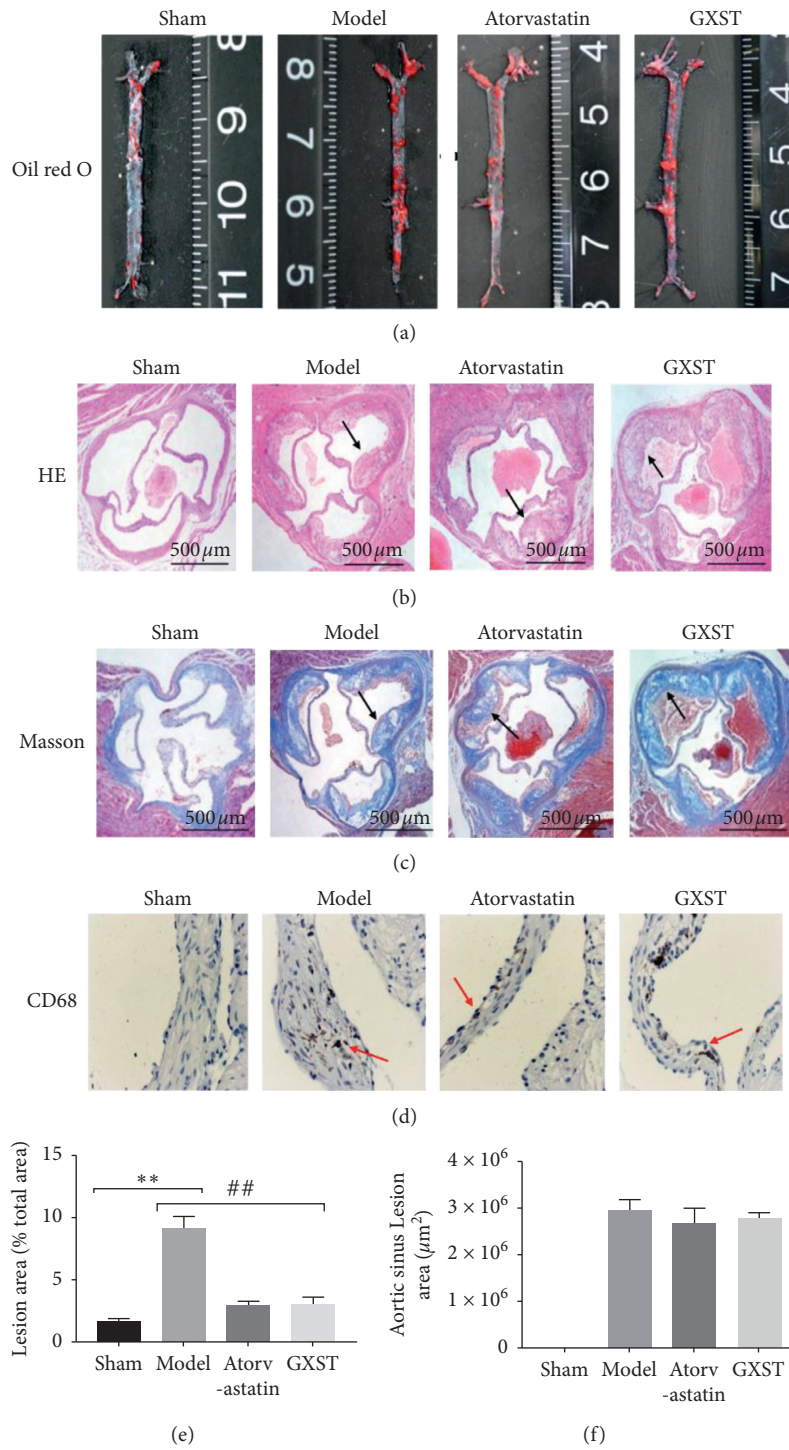 Sham Model Atorvastatin GXST
Oil red O
8 9 10 11
8 7 6 5
4 5 6 7 8
4 5 6 7
(a)
Sham Model Atorvastatin GXST
HE
500 μm 500 μm 500 μm 500 μm
(b)
Sham Model Atorvastatin GXST
Masson
500 μm 500 μm 500 μm 500 μm
(c)
Sham Model Atorvastatin GXST
CD68
(d)
Lesion area (% total area)
15
10
5
0
**
##
Sham Model Atorv GXST
-astatin
(e)
Aortic sinus Lesion
area (μm²)
4 × 10⁶
3 × 10⁶
2 × 10⁶
1 × 10⁶
0
Sham Model Atorv GXST
-astatin
(f)